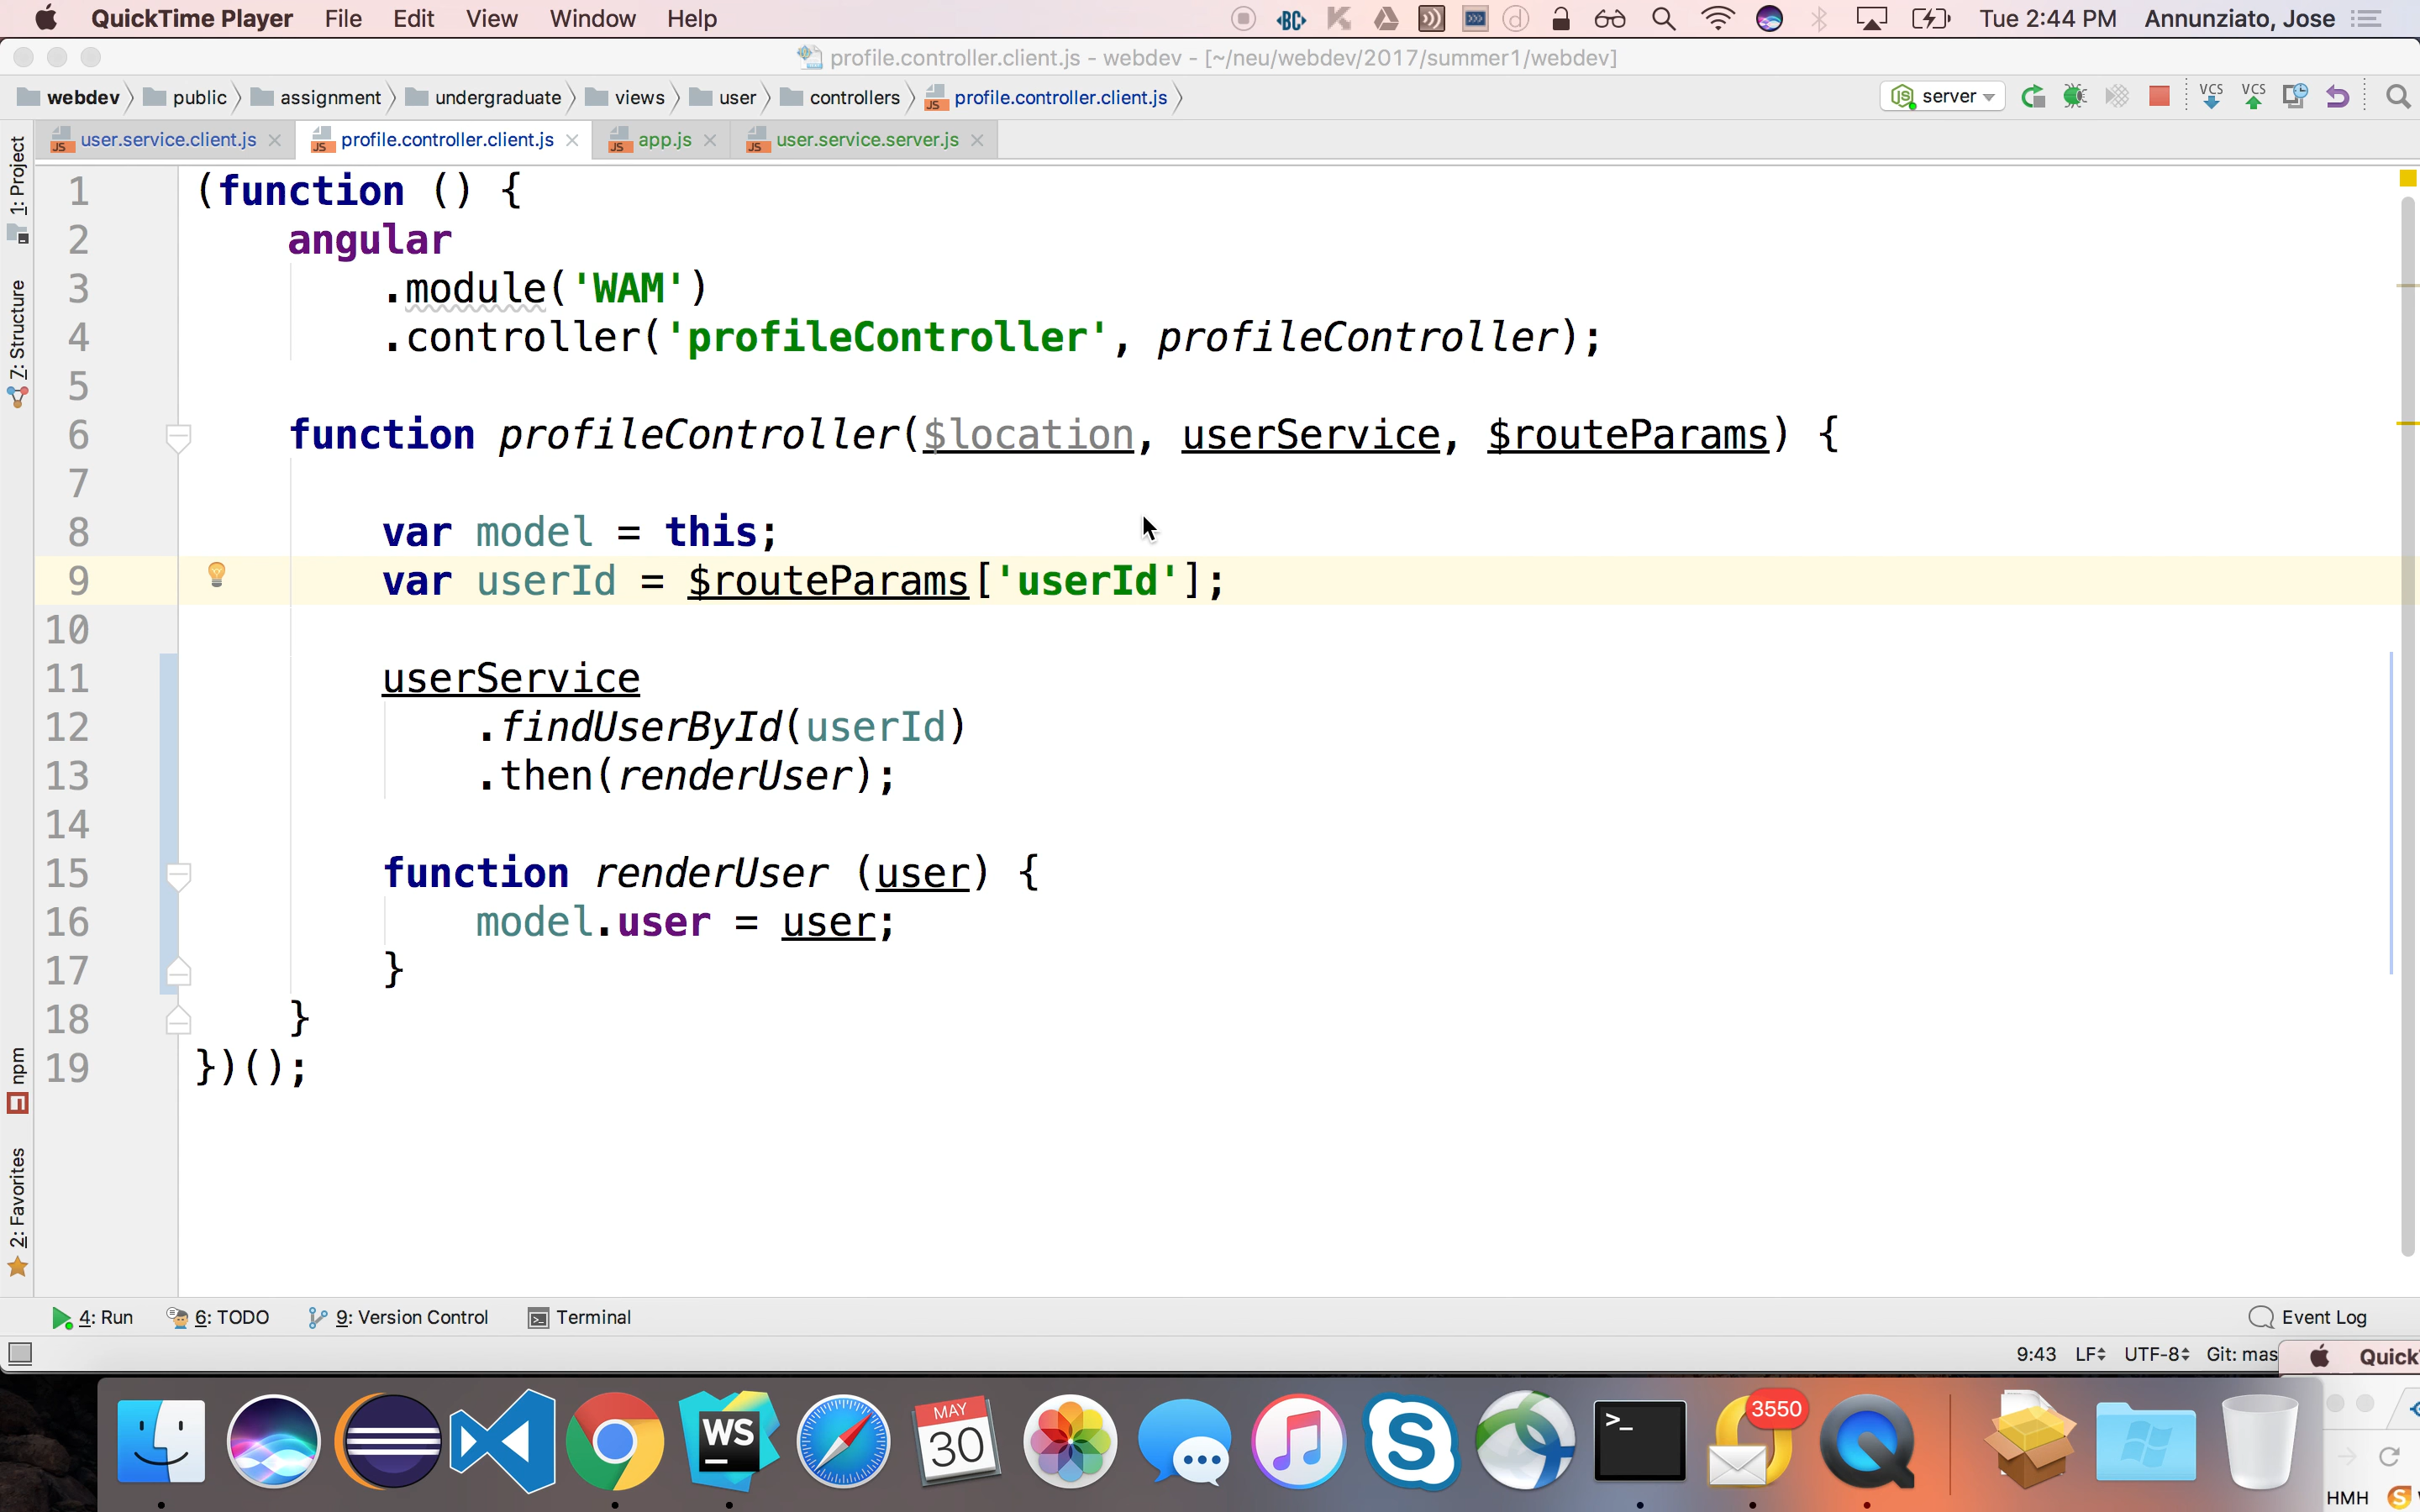 QuickTime Player File Edit View Window Help Tue 2:44 PM Annunziato, Jose
profile.controller.client.js - webdev - [~/neu/webdev/2017/summer1/webdev]
webdev public assignment undergraduate views user controllers profile.controller.client.js server VCS VCS
user.service.client.js profile.controller.client.js app.js user.service.server.js
1: Project
7: Structure
npm
2: Favorites
1 (function () {
2 angular
3 .module('WAM')
4 .controller('profileController', profileController);
5
6 function profileController($location, userService, $routeParams) {
7
8 var model = this;
9 var userId = $routeParams['userId'];
10
11 userService
12 .findUserById(userId)
13 .then(renderUser);
14
15 function renderUser (user) {
16 model.user = user;
17 }
18 }
19 })();
4: Run 6: TODO 9: Version Control Terminal Event Log
9:43 LF UTF-8 Git: mas
Quick
WS
MAY
30
3550
HMH